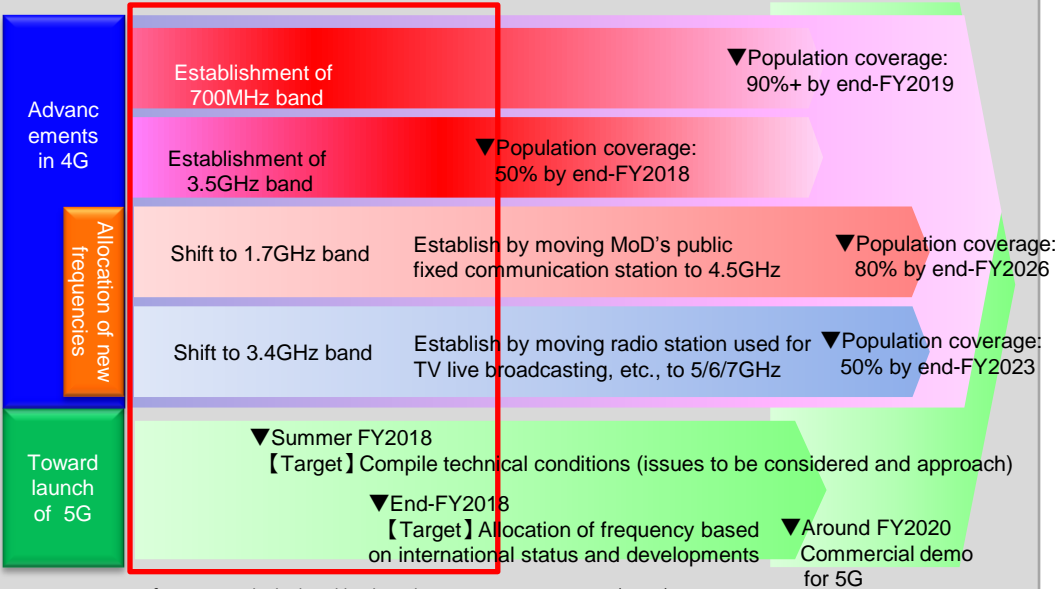 Advanc
ements
in 4G
Establishment of
700MHz band
▼Population coverage:
90%+ by end-FY2019
Establishment of
3.5GHz band
▼Population coverage:
50% by end-FY2018
Allocation of new
frequencies
Shift to 1.7GHz band
Establish by moving MoD's public
fixed communication station to 4.5GHz
▼Population coverage:
80% by end-FY2026
Shift to 3.4GHz band
Establish by moving radio station used for
TV live broadcasting, etc., to 5/6/7GHz
▼Population coverage:
50% by end-FY2023
Toward
launch
of 5G
▼Summer FY2018
【Target】Compile technical conditions (issues to be considered and approach)
▼End-FY2018
【Target】Allocation of frequency based
on international status and developments
▼Around FY2020
Commercial demo
for 5G